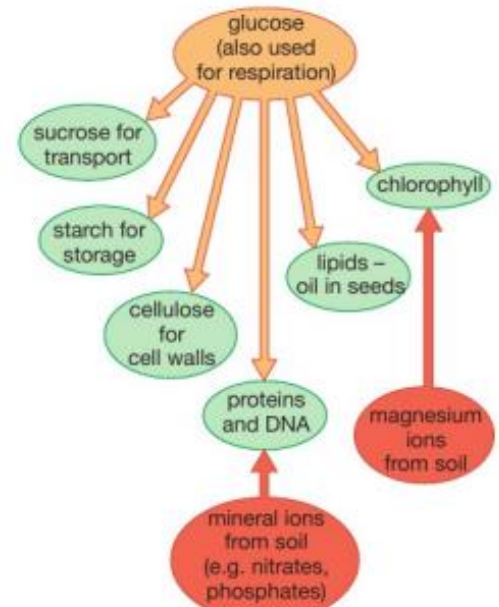 glucose
(also used
for respiration)
sucrose for
transport
chlorophyll
starch for
storage
lipids –
oil in seeds
cellulose
for
cell walls
proteins
and DNA
magnesium
ions
from soil
mineral ions
from soil
(e.g. nitrates,
phosphates)